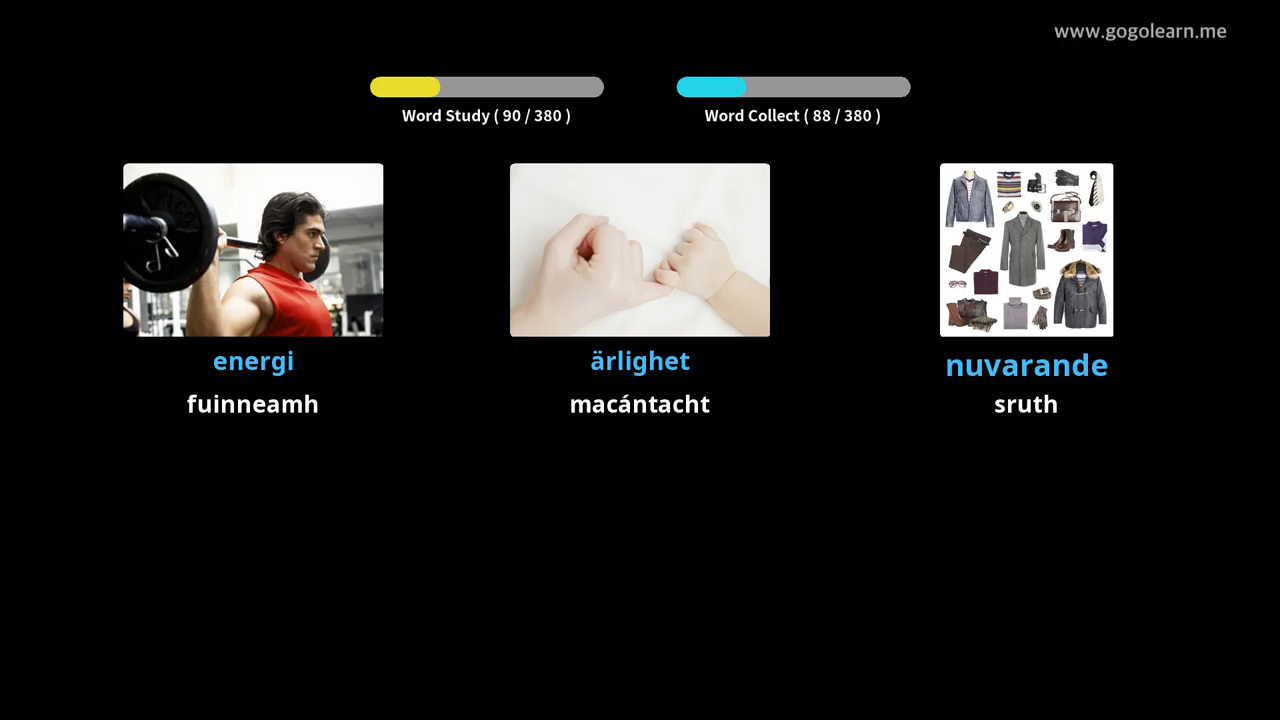 www.gogolearn.me
Word Study ( 90 / 380 )
Word Collect ( 88 / 380 )
energi
ärlighet
nuvarande
fuinneamh
macántacht
sruth